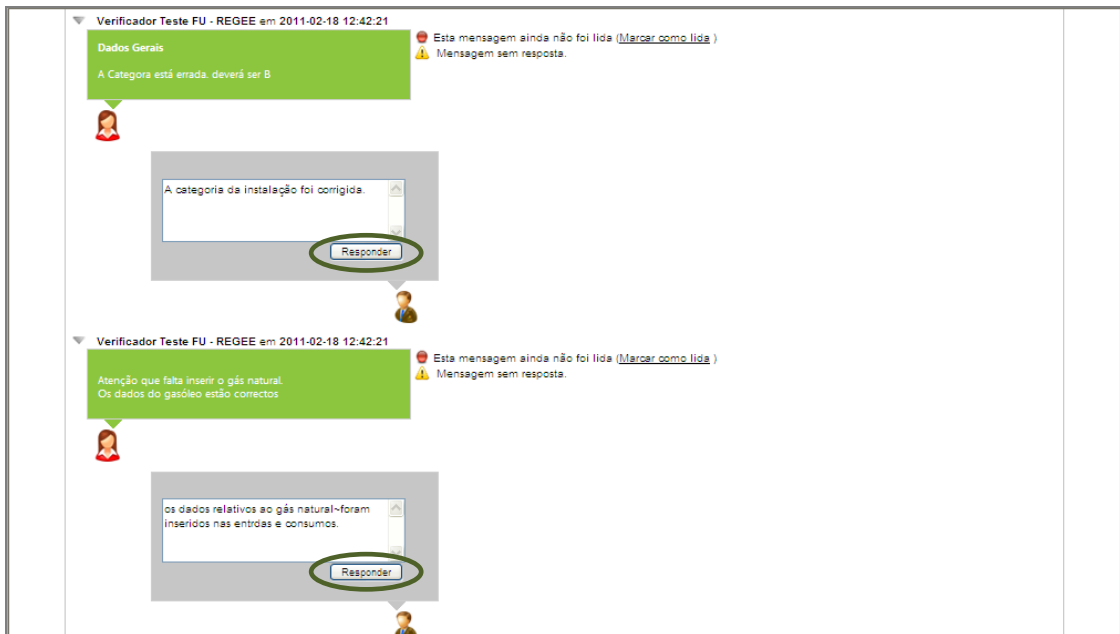 Verificador Teste FU - REGEE em 2011-02-18 12:42:21
Dados Gerais
A Categora está errada. deverá ser B
Esta mensagem ainda não foi lida (Marcar como lida )
Mensagem sem resposta.
A categoria da instalação foi corrigida.
Responder
Verificador Teste FU - REGEE em 2011-02-18 12:42:21
Atenção que falta inserir o gás natural.
Os dados do gasóleo estão correctos
Esta mensagem ainda não foi lida (Marcar como lida )
Mensagem sem resposta.
os dados relativos ao gás natural~foram
inseridos nas entrdas e consumos.
Responder